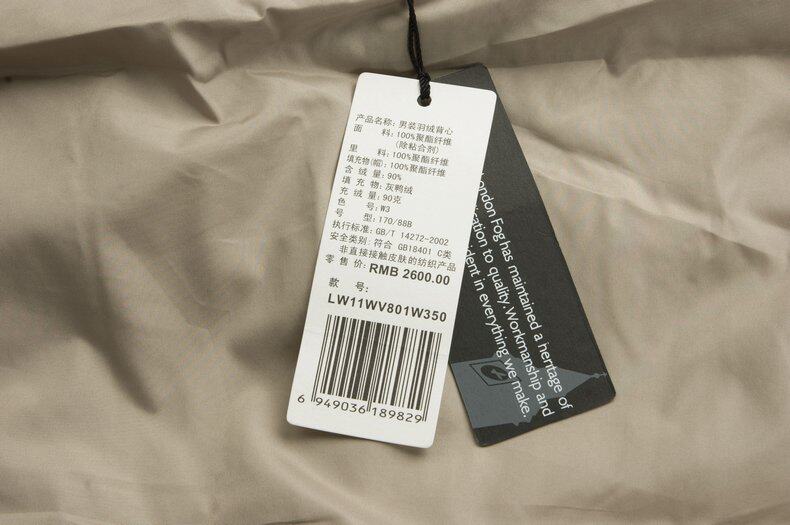 产品名称: 男装羽绒背心
面 料: 100%聚酯纤维
(除粘合剂)
里 料: 100%聚酯纤维
填充物(帽): 100%聚酯纤维
含 绒 量: 90%
填 充 物: 灰鸭绒
充 绒 量: 90克
色 号: W3
号 型: 170/88B
执行标准: GB/T 14272-2002
安全类别: 符合 GB18401 C类
非直接接触皮肤的纺织产品
零 售 价: RMB 2600.00
款 号:
LW11WV801W350
6 949036 189829
London Fog has maintained a heritage of
to quality. Workmanship and
in everything we make.